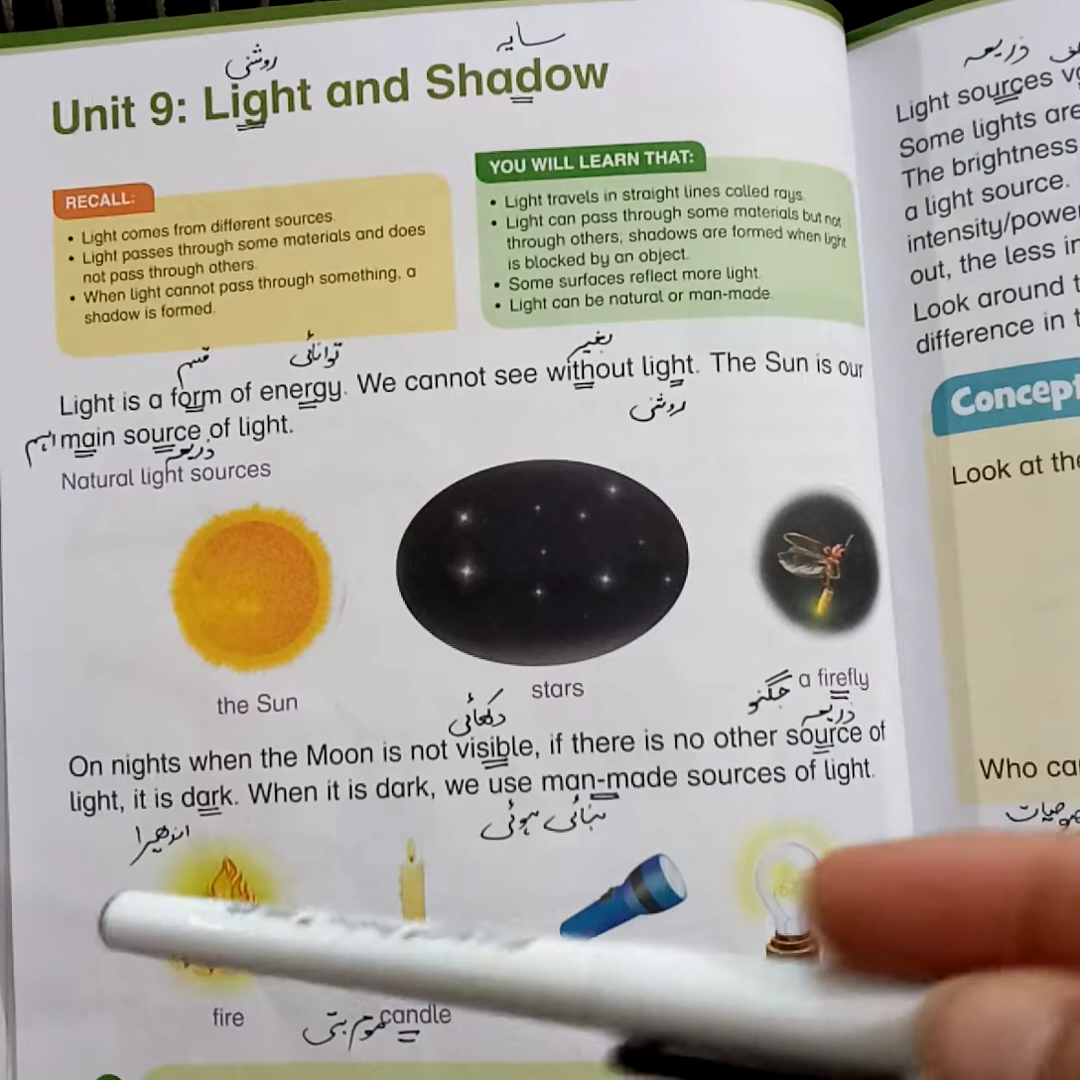 روشنی
سایہ
Unit 9: Light and Shadow
RECALL:
• Light comes from different sources.
• Light passes through some materials and does
not pass through others.
• When light cannot pass through something, a
shadow is formed.
YOU WILL LEARN THAT:
• Light travels in straight lines called rays.
• Light can pass through some materials but not
through others; shadows are formed when light
is blocked by an object.
• Some surfaces reflect more light.
• Light can be natural or man-made.
قسم
توانائی
بغیر
Light is a form of energy. We cannot see without light. The Sun is our
روشنی
اہم
main source of light.
ذریعہ
Natural light sources
the Sun
stars
a firefly
جگنو
دکھائی
ذریعہ
On nights when the Moon is not visible, if there is no other source of
light, it is dark. When it is dark, we use man-made sources of light.
اندھیرا
بنائی ہوئی
fire
candle
موم بتی
ذریعہ
Light sources
Some lights are
The brightness
a light source.
intensity/power
out, the less
Look around
difference in
Concept
Look at the
Who